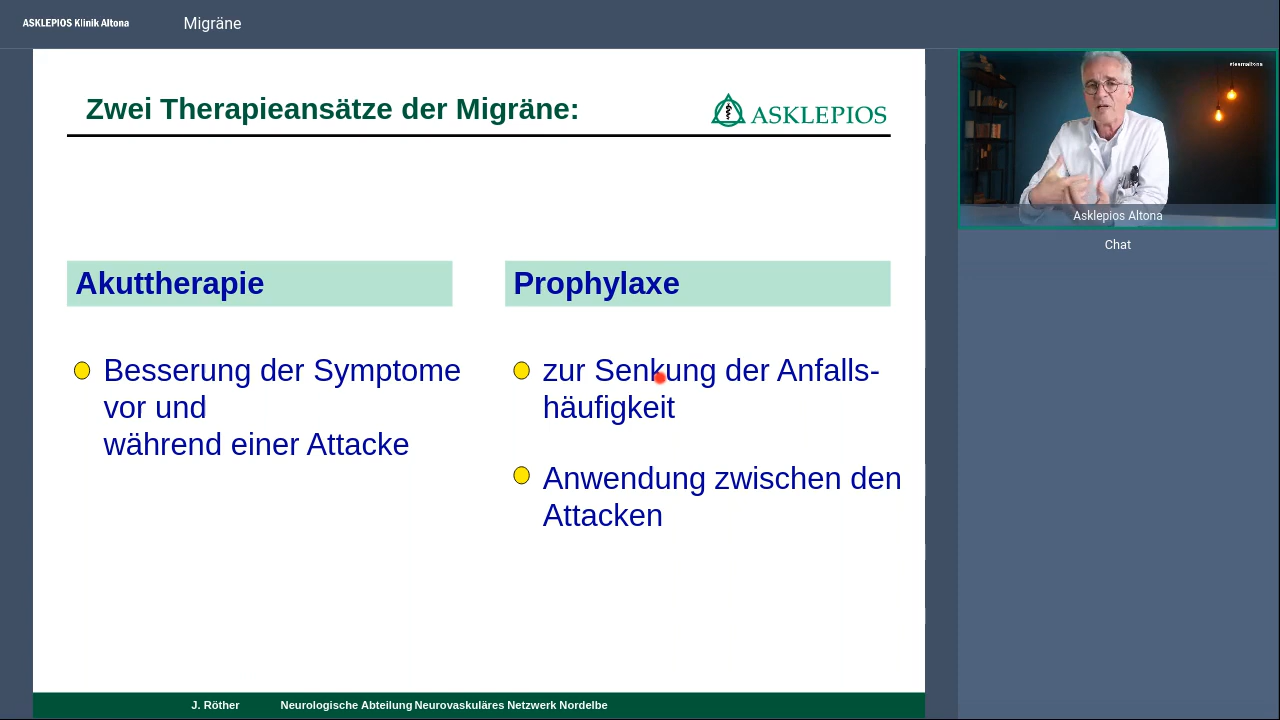 ASKLEPIOS Klinik Altona
Migräne
Zwei Therapieansätze der Migräne:
ASKLEPIOS
Akuttherapie
Besserung der Symptome
vor und
während einer Attacke
Prophylaxe
zur Senkung der Anfalls-
häufigkeit
Anwendung zwischen den
Attacken
J. Röther Neurologische Abteilung Neurovaskuläres Netzwerk Nordelbe
#teamaltona
Asklepios Altona
Chat